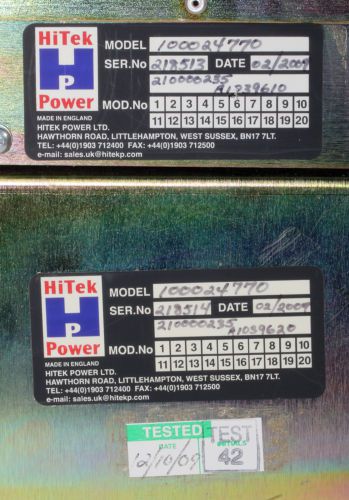 HiTek
Hp
Power
MODEL 100024770
SER.No 218513 DATE 02/2009
210000235
A1039610
MOD.No 1 2 3 4 5 6 7 8 9 10
11 12 13 14 15 16 17 18 19 20
MADE IN ENGLAND
HITEK POWER LTD.
HAWTHORN ROAD, LITTLEHAMPTON, WEST SUSSEX, BN17 7LT.
TEL: +44(0)1903 712400 FAX: +44(0)1903 712500
e-mail: sales.uk@hitekp.com
HiTek
Hp
Power
MODEL 100024770
SER.No 218514 DATE 02/2009
210000235
A1039620
MOD.No 1 2 3 4 5 6 7 8 9 10
11 12 13 14 15 16 17 18 19 20
MADE IN ENGLAND
HITEK POWER LTD.
HAWTHORN ROAD, LITTLEHAMPTON, WEST SUSSEX, BN17 7LT.
TEL: +44(0)1903 712400 FAX: +44(0)1903 712500
e-mail: sales.uk@hitekp.com
TESTED TEST
DETAILS
12/10/09 42